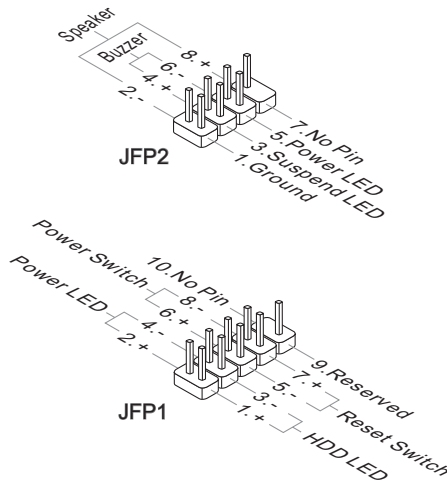 Speaker
Buzzer
8.+
6.-
4.+
2.-
7.No Pin
5.Power LED
3.Suspend LED
1.Ground
JFP2
10.No Pin
Power Switch
8.-
6.+
Power LED
4.-
2.+
9.Reserved
7.+
5.-
Reset Switch
3.-
1.+
HDD LED
JFP1